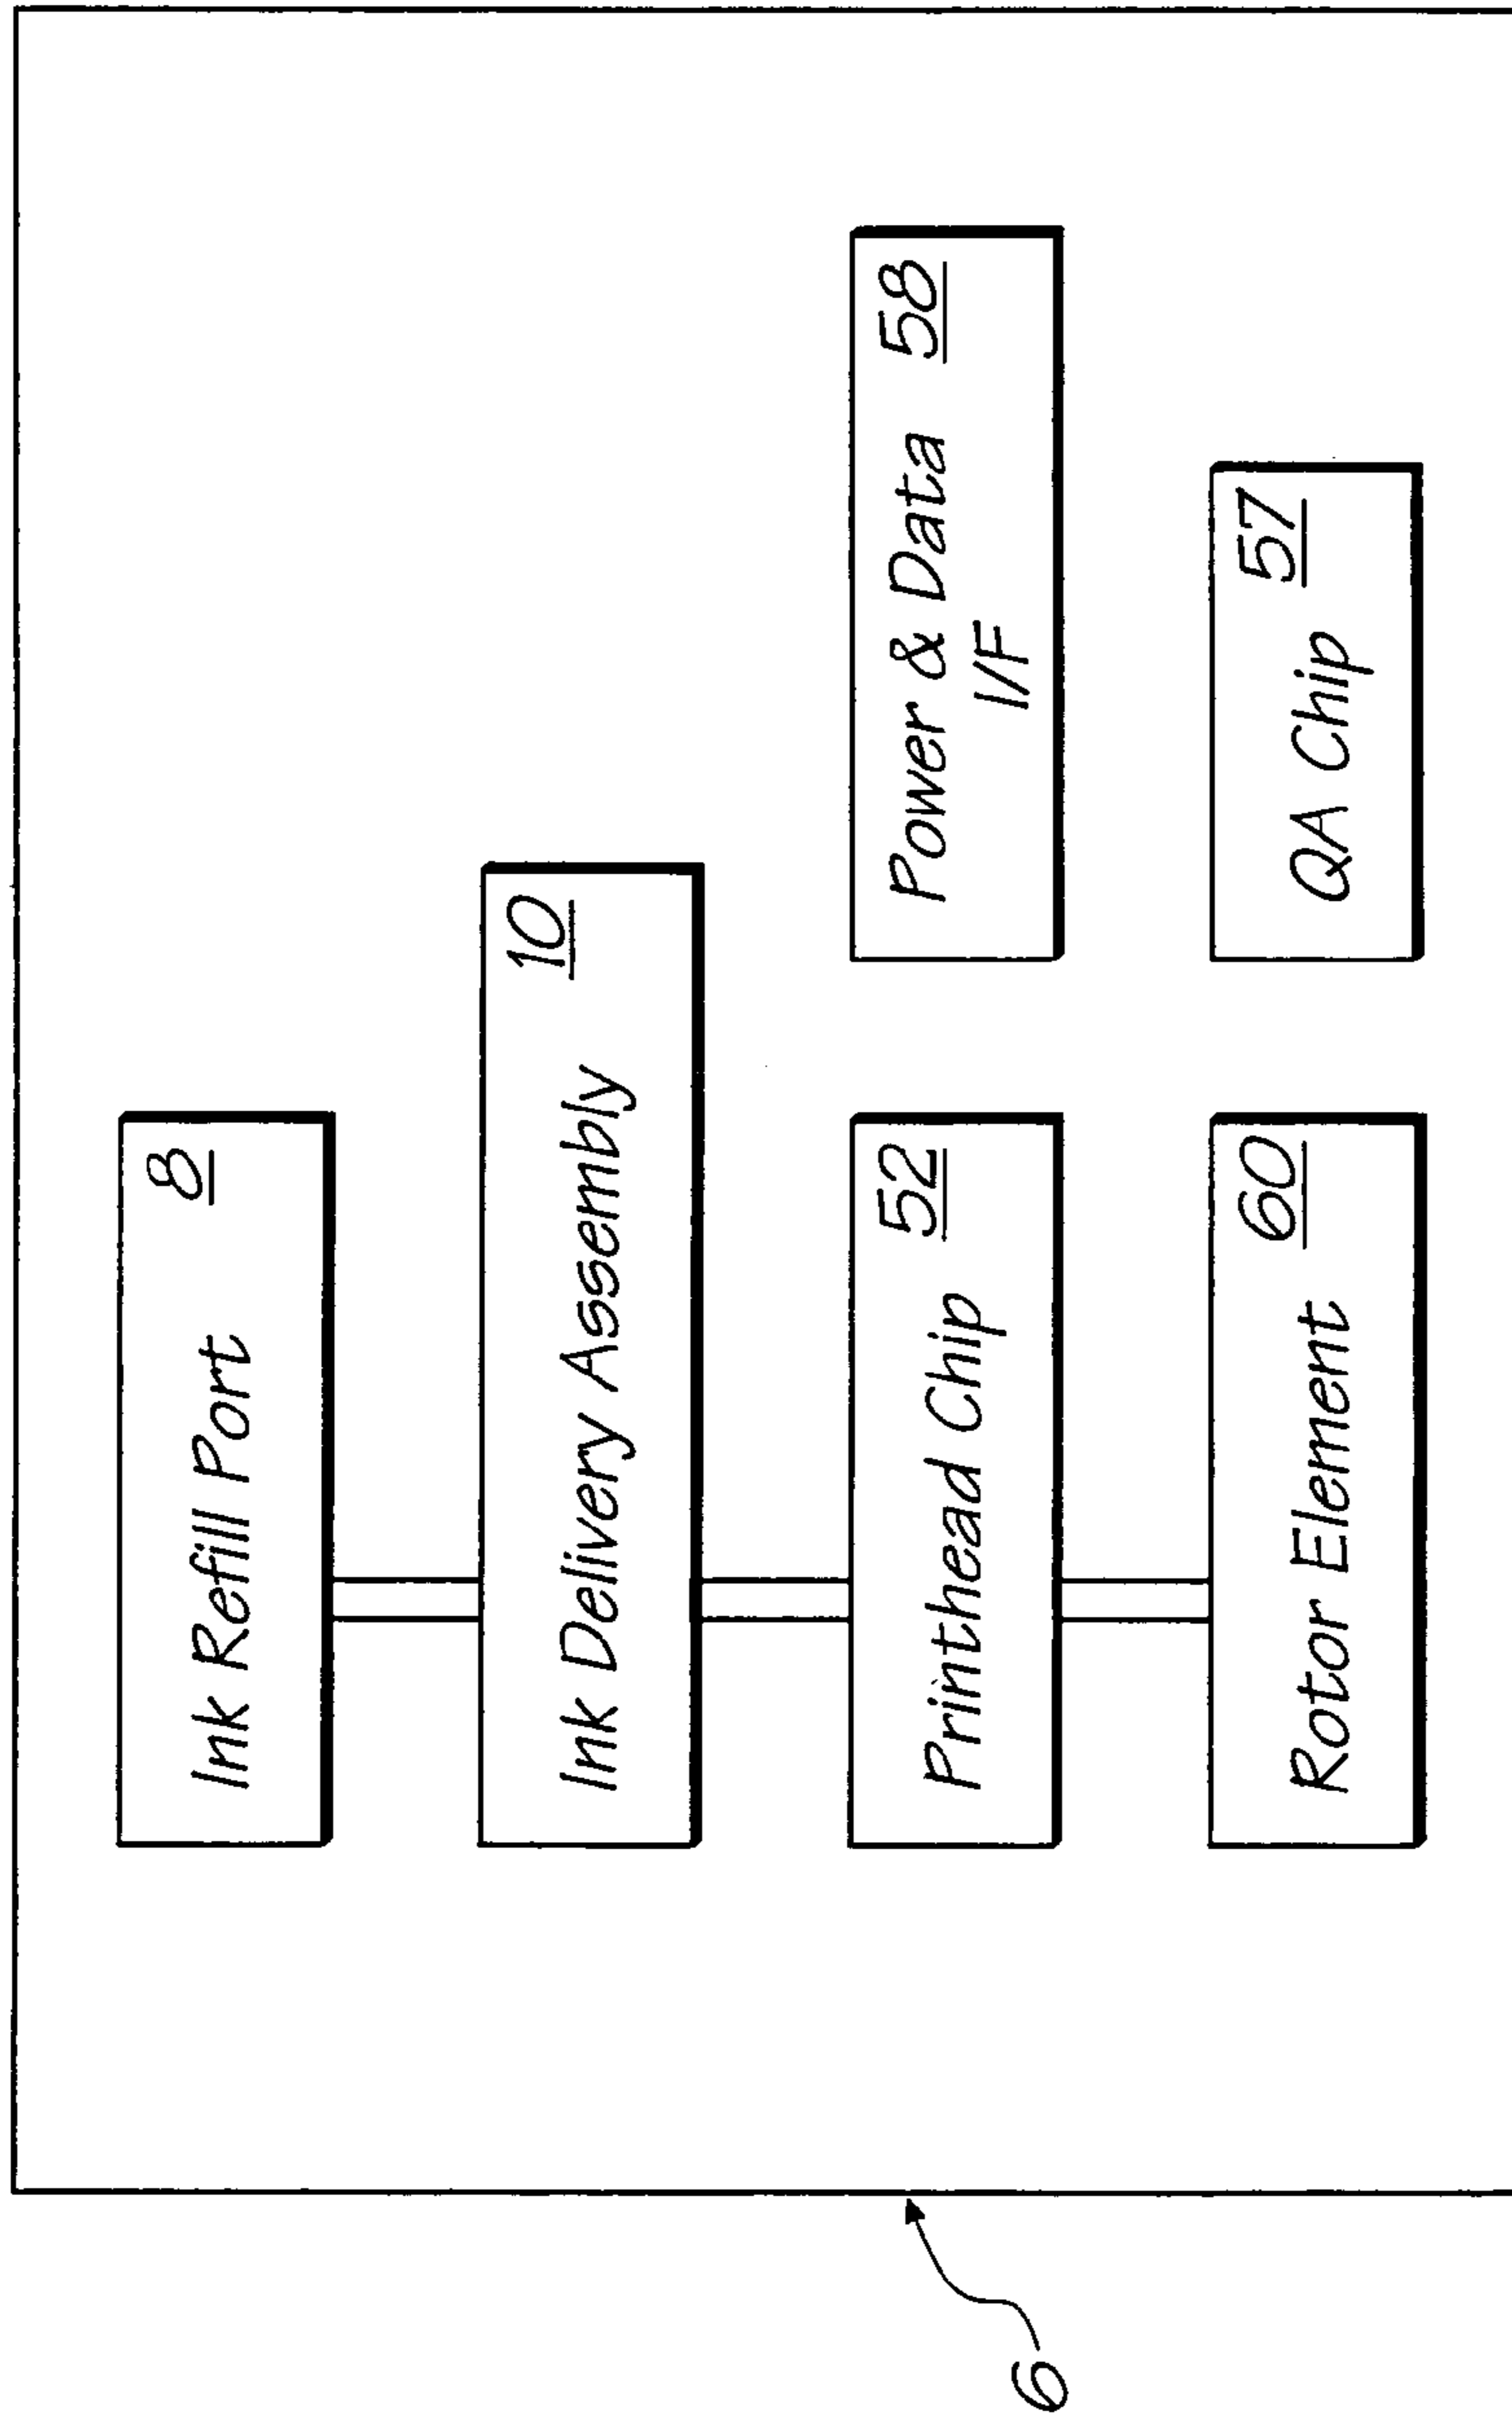 Ink Refill Port 8
Ink Delivery Assembly 10
Printhead Chip 52
Power & Data 58
I/F
Rotor Element 60
QA Chip 57
6